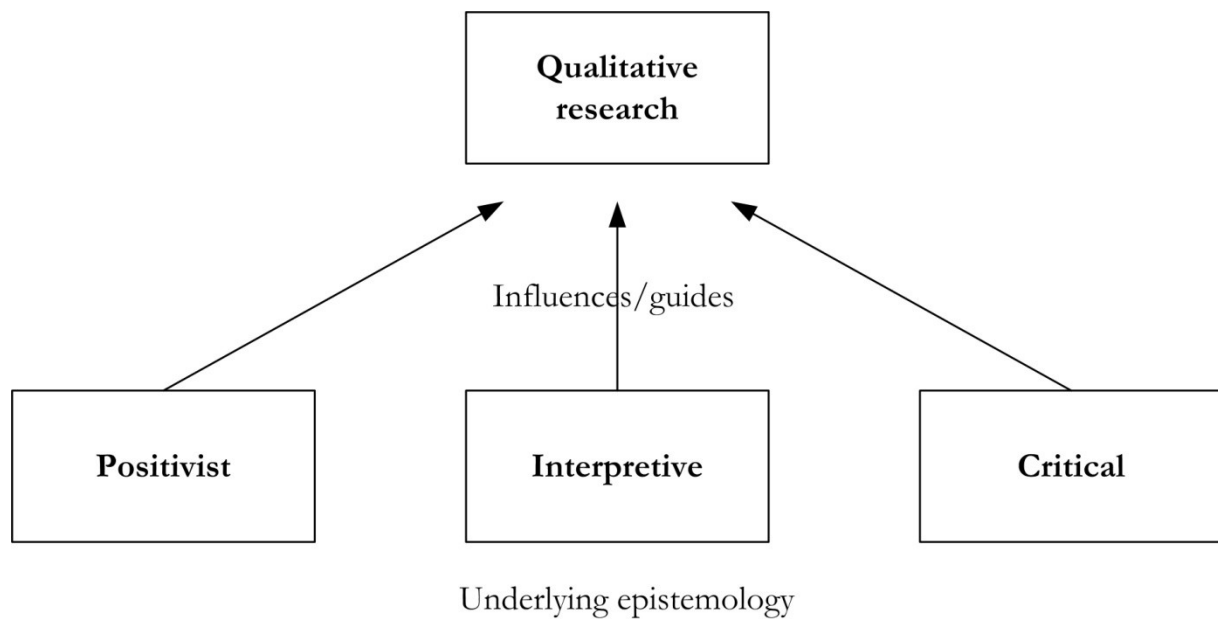 Qualitative
research
Influences/guides
Positivist
Interpretive
Critical
Underlying epistemology